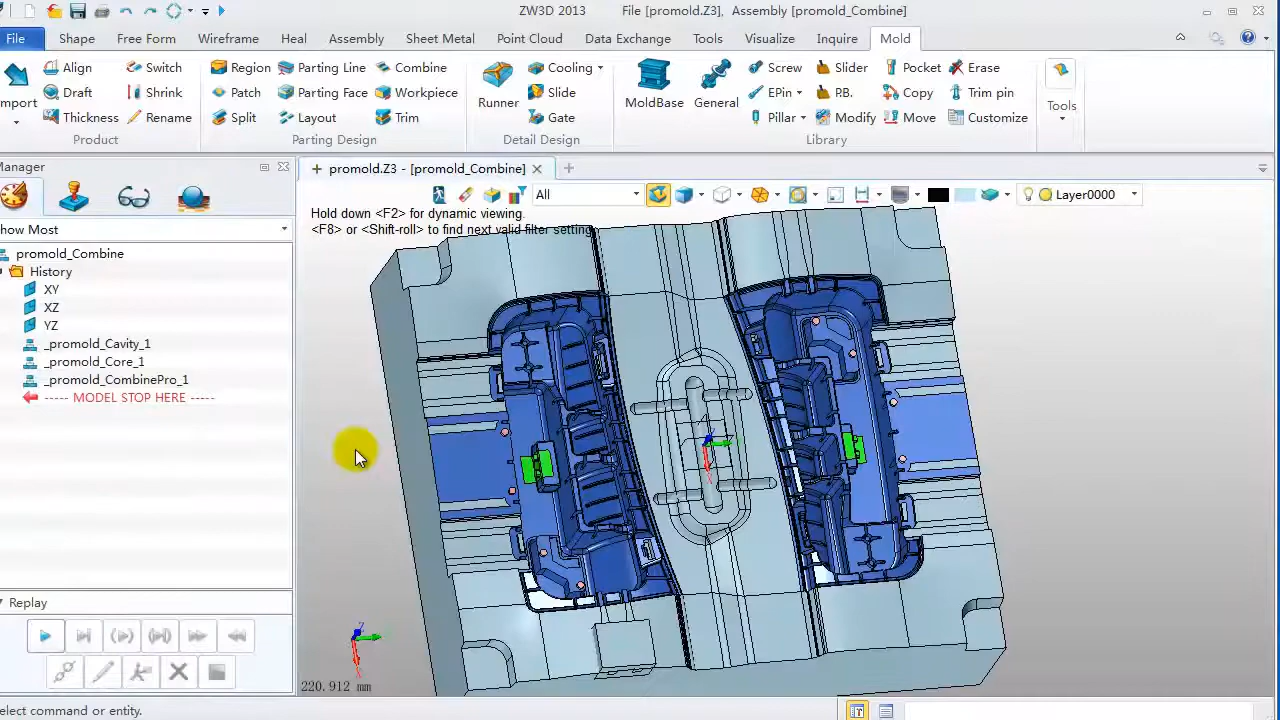 ZW3D 2013 File [promold.Z3], Assembly [promold_Combine]
File Shape Free Form Wireframe Heal Assembly Sheet Metal Point Cloud Data Exchange Tools Visualize Inquire Mold
Align Switch Region Parting Line Combine Cooling Screw Slider Pocket Erase
mport Draft Shrink Patch Parting Face Workpiece Runner Slide MoldBase General EPin P.B. Copy Trim pin Tools
Thickness Renam Split Layout Trim Gate Pillar Modify Move Customize
Product Parting Design Detail Design Library
Manager
promold.Z3 - [promold_Combine]
All Layer0000
Hold down <F2> for dynamic viewing.
<F8> or <Shift-roll> to find next valid filter setting
how Most
promold_Combine
History
XY
XZ
YZ
_promold_Cavity_1
_promold_Core_1
_promold_CombinePro_1
----- MODEL STOP HERE -----
Replay
Z
220.912 mm
elect command or entity.